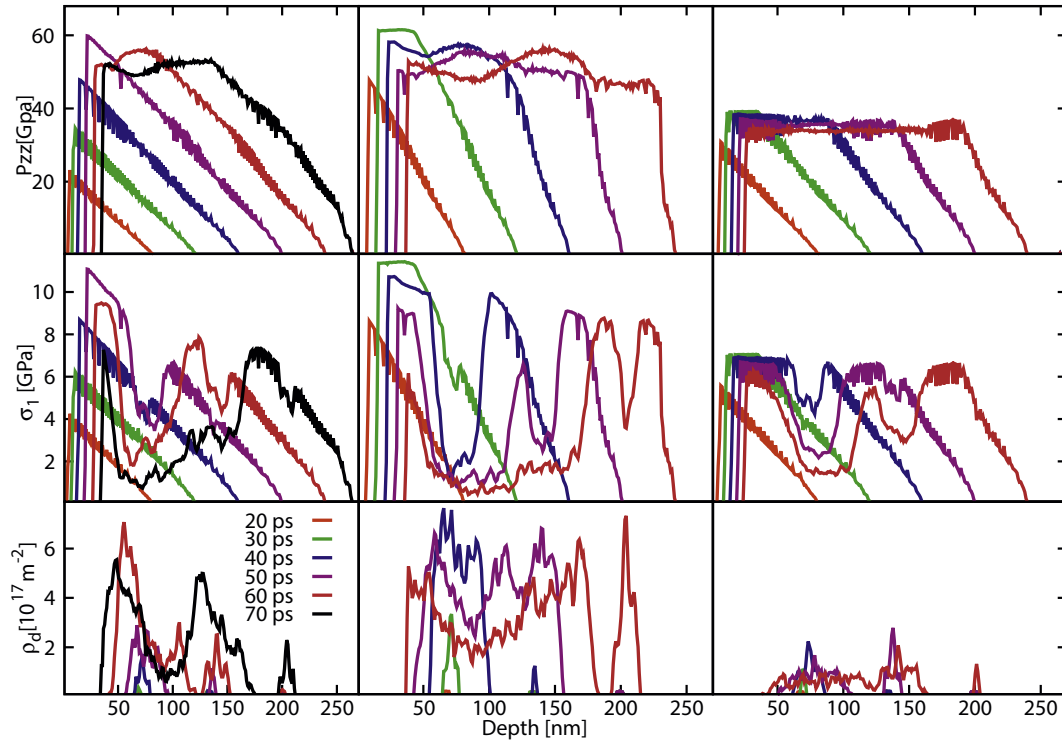 60
40
20
Pzz[Gpa]
10
8
6
4
2
σ1 [GPa]
20 ps
30 ps
40 ps
50 ps
60 ps
70 ps
6
4
2
ρd[10^17 m^-2]
50 100 150 200 250 50 100 150 200 250 50 100 150 200 250
Depth [nm]